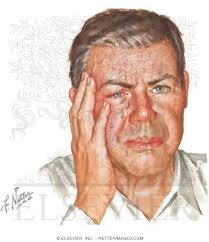 F. Netter
ELSEVIER
© ELSEVIER, INC. – NETTERIMAGES.COM